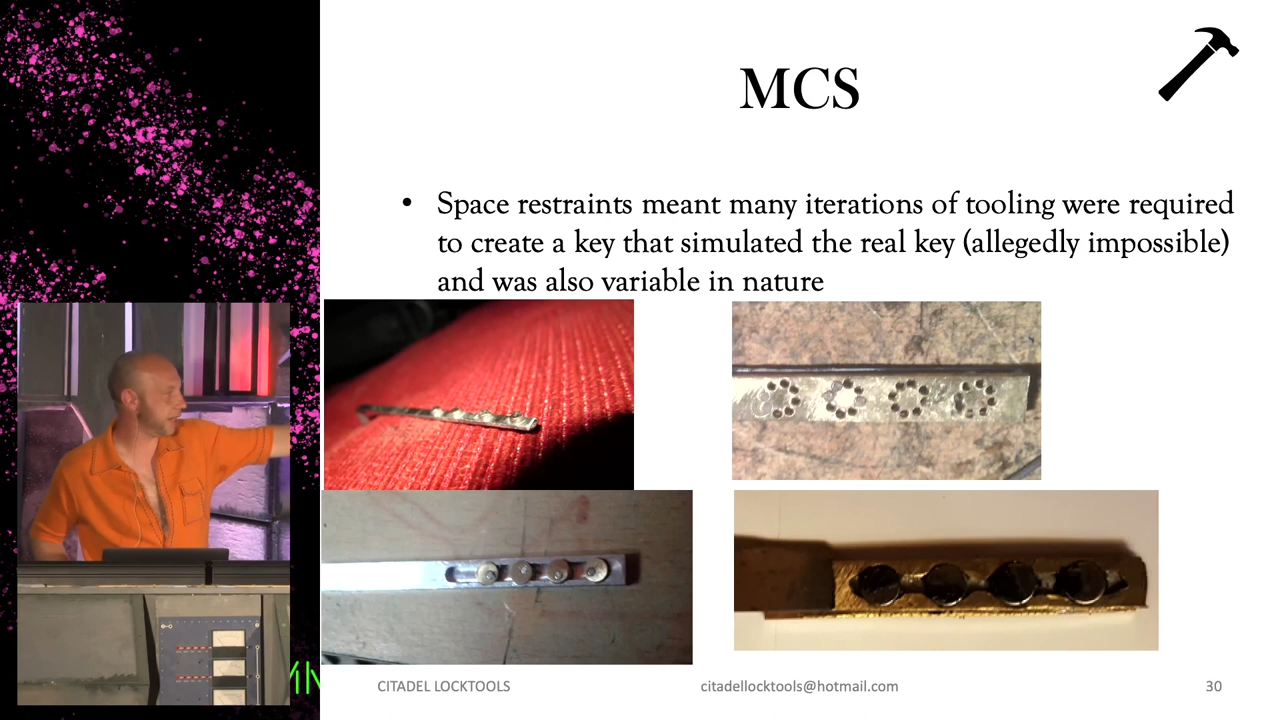 MCS
• Space restraints meant many iterations of tooling were required
to create a key that simulated the real key (allegedly impossible)
and was also variable in nature
CITADEL LOCKTOOLS
citadellocktools@hotmail.com
30